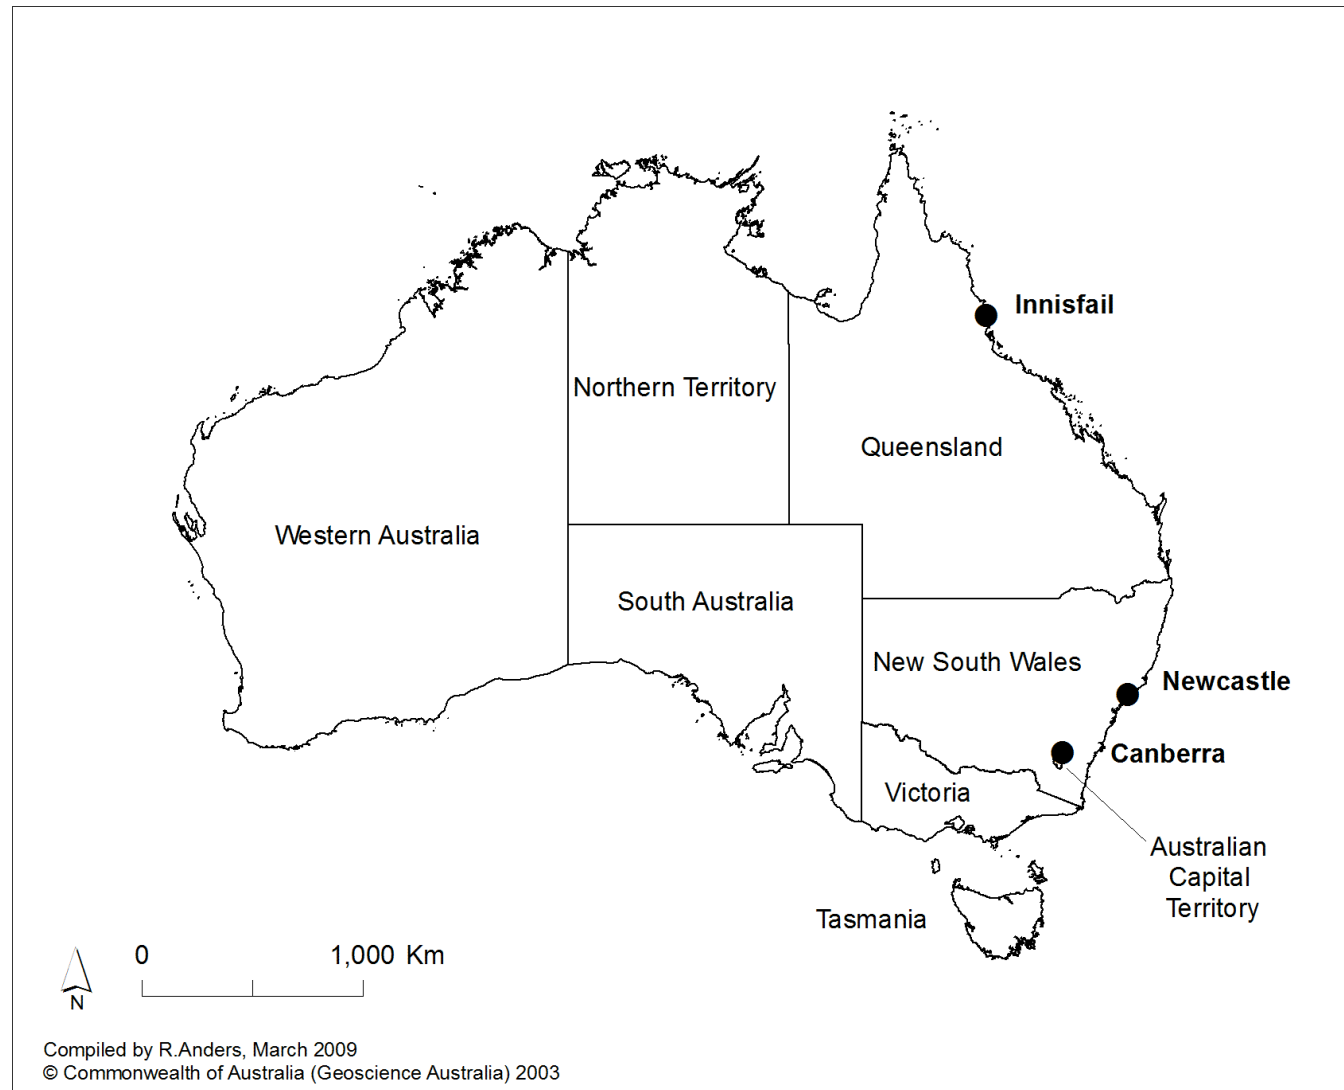 Innisfail
Northern Territory
Queensland
Western Australia
South Australia
New South Wales
Newcastle
Canberra
Victoria
Australian
Capital
Territory
Tasmania
0 1,000 Km
N
Compiled by R.Anders, March 2009
© Commonwealth of Australia (Geoscience Australia) 2003